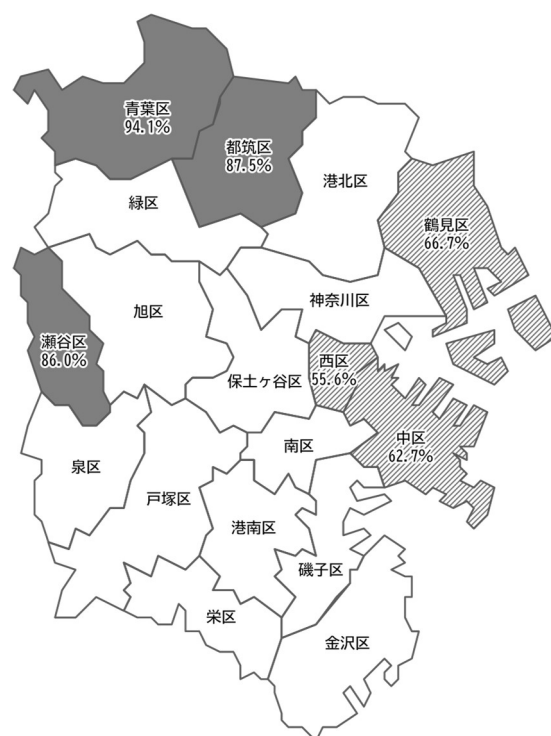 青葉区
94.1%
都筑区
87.5%
港北区
緑区
鶴見区
66.7%
神奈川区
旭区
瀬谷区
86.0%
西区
55.6%
保土ヶ谷区
中区
62.7%
南区
泉区
戸塚区
港南区
磯子区
栄区
金沢区